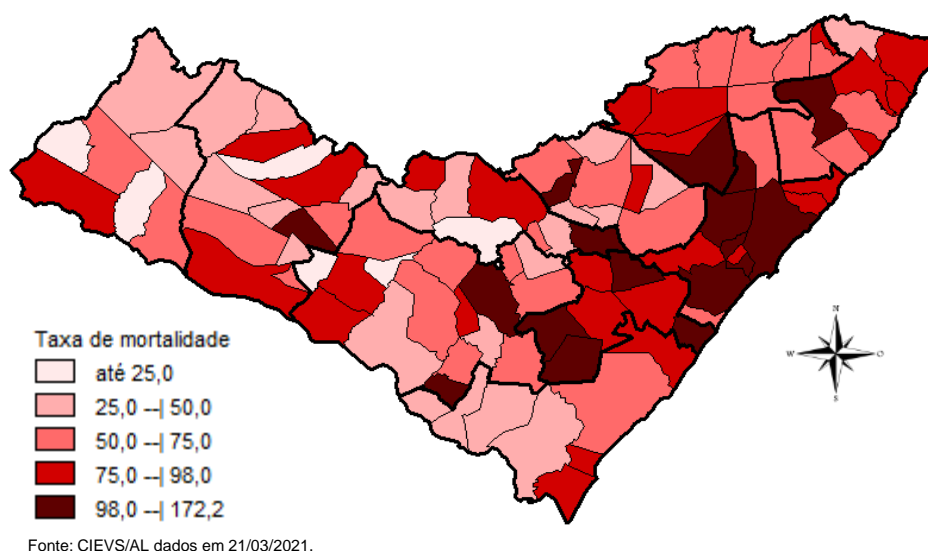 N
W
O
S
Taxa de mortalidade
até 25,0
25,0 --| 50,0
50,0 --| 75,0
75,0 --| 98,0
98,0 --| 172,2
Fonte: CIEVS/AL dados em 21/03/2021.